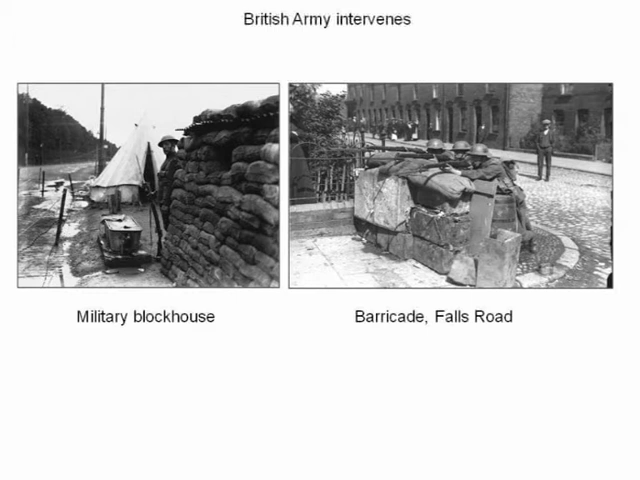 British Army intervenes
Military blockhouse
Barricade, Falls Road